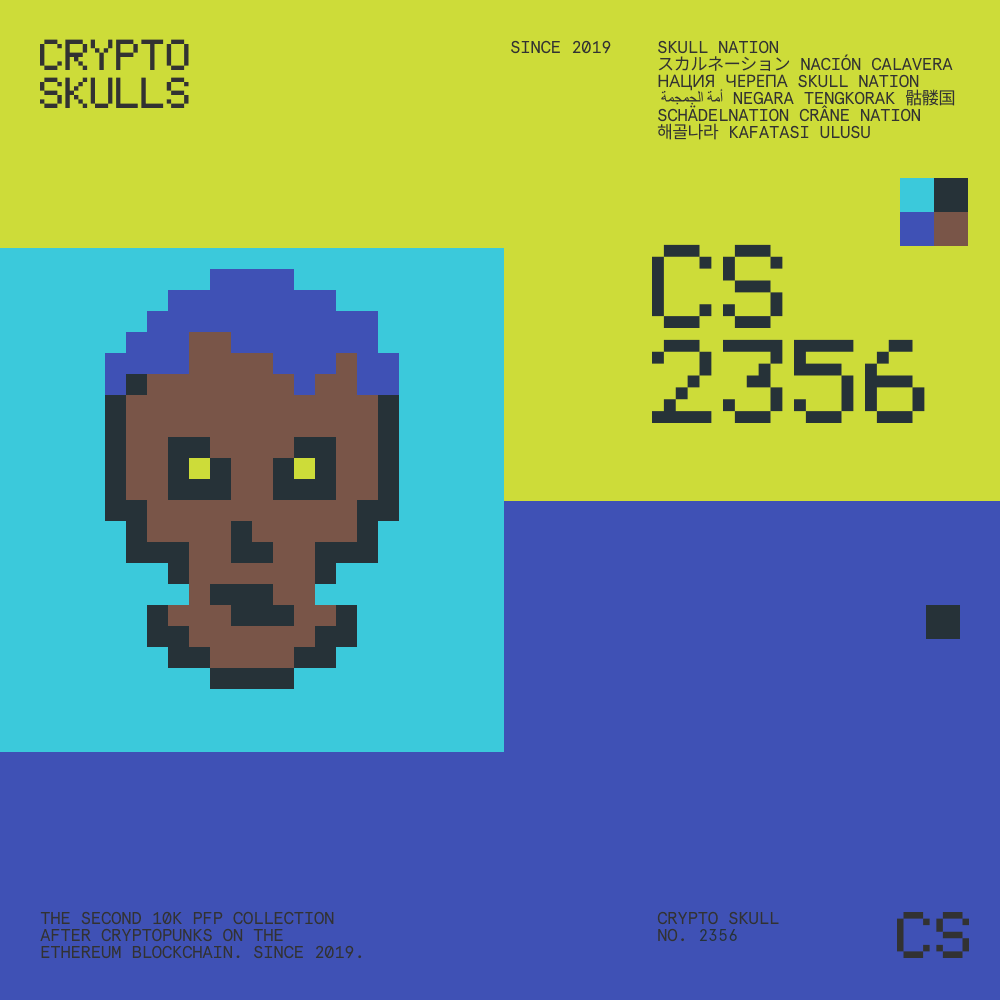 CRYPTO
SKULLS
SINCE 2019
SKULL NATION
スカルネーション NACIÓN CALAVERA
НАЦИЯ ЧЕРЕПА SKULL NATION
أمة الجمجمة NEGARA TENGKORAK 骷髅国
SCHÄDELNATION CRÂNE NATION
해골나라 KAFATASI ULUSU
CS
2356
THE SECOND 10K PFP COLLECTION
AFTER CRYPTOPUNKS ON THE
ETHEREUM BLOCKCHAIN. SINCE 2019.
CRYPTO SKULL
NO. 2356
CS